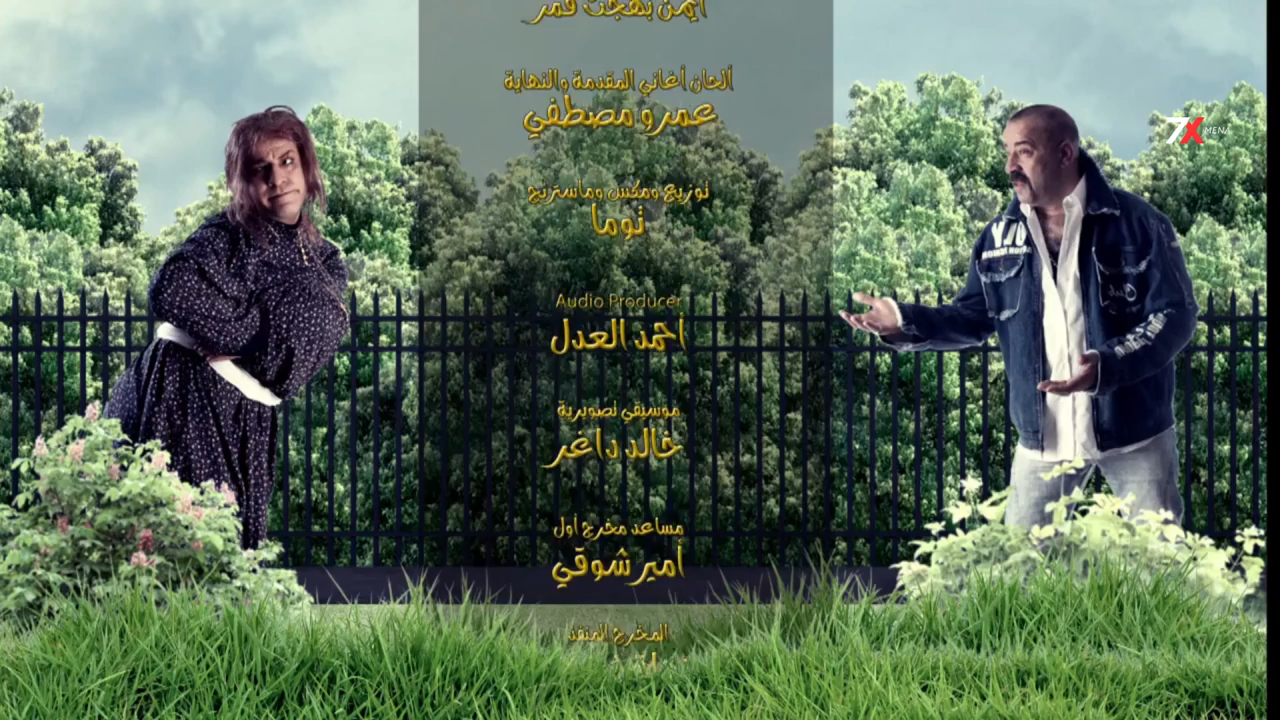 أيمن بهجت قمر
ألحان أغاني المقدمة والنهاية
عمرو مصطفي
توزيع ومكس وماستريج
توما
Audio Producer
أحمد العدل
موسيقي تصويرية
خالد داغر
مساعد مخرج أول
أمير شوقي
المخرج المنفذ
7X MENA